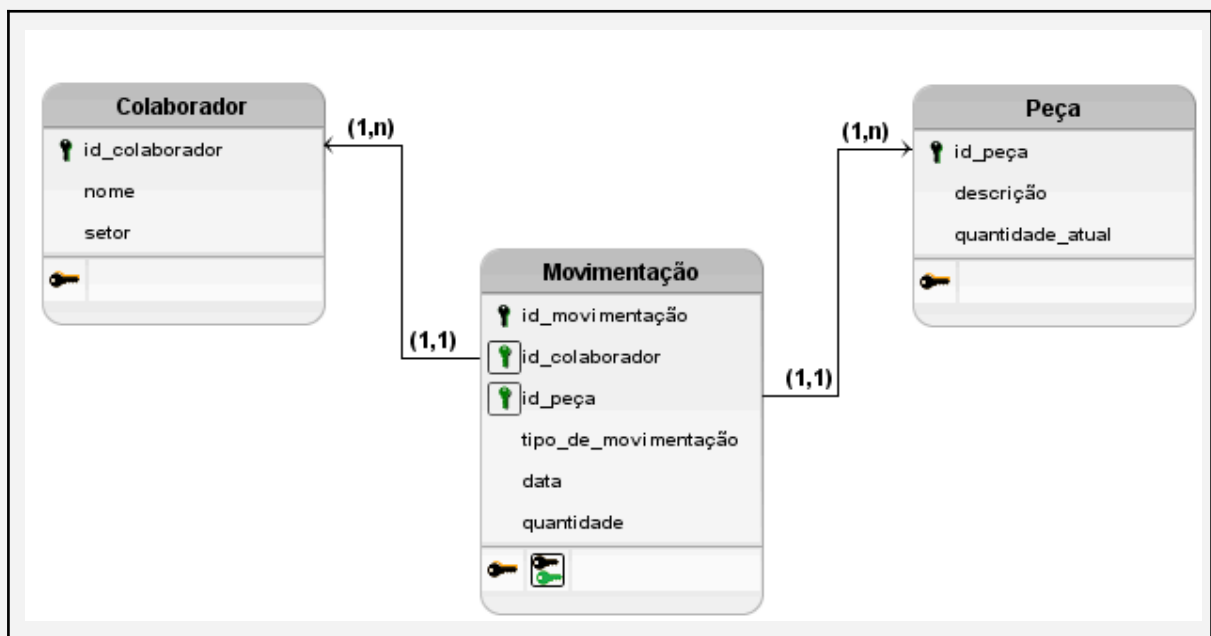 Colaborador
id_colaborador
nome
setor
(1,n)
(1,1)
Movimentação
id_movimentação
id_colaborador
id_peça
tipo_de_movimentação
data
quantidade
(1,1)
(1,n)
Peça
id_peça
descrição
quantidade_atual